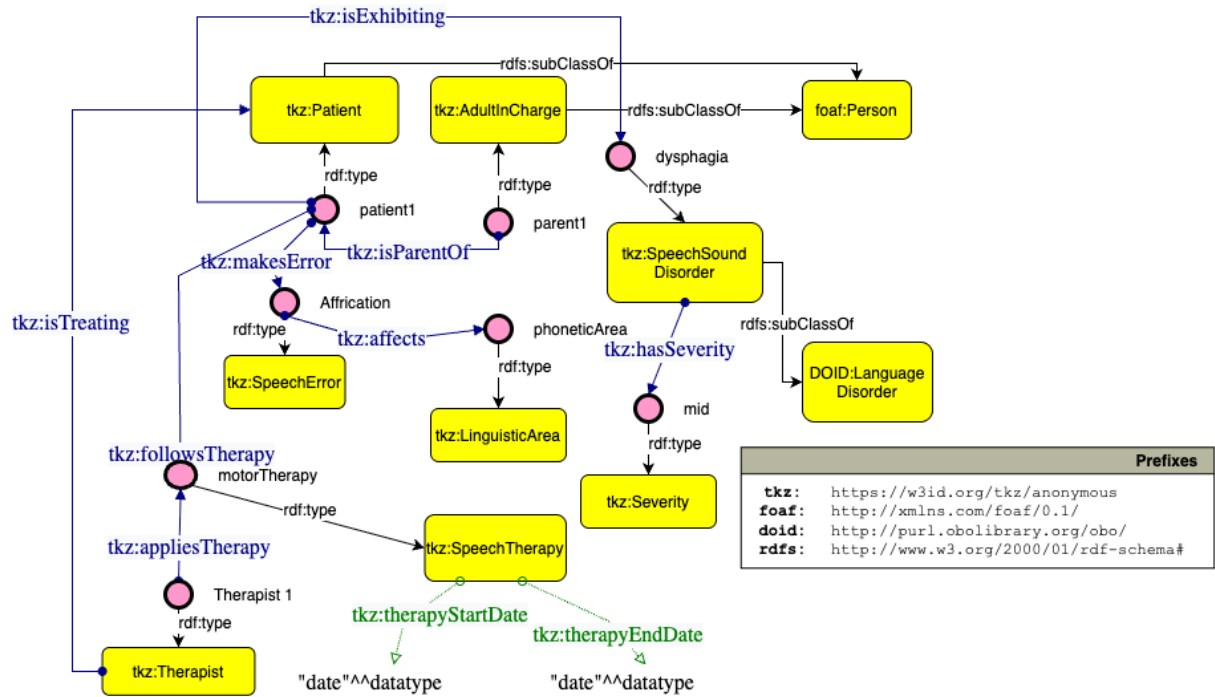 tkz:isExhibiting
rdfs:subClassOf
tkz:Patient
tkz:AdultInCharge
rdfs:subClassOf
foaf:Person
dysphagia
rdf:type
rdf:type
rdf:type
patient1
parent1
tkz:isParentOf
tkz:makesError
tkz:SpeechSound
Disorder
Affrication
tkz:isTreating
rdf:type
tkz:affects
phoneticArea
rdfs:subClassOf
tkz:hasSeverity
rdf:type
tkz:SpeechError
DOID:Language
Disorder
mid
tkz:LinguisticArea
rdf:type
tkz:followsTherapy
motorTherapy
tkz:Severity
rdf:type
tkz:appliesTherapy
tkz:SpeechTherapy
Therapist 1
rdf:type
tkz:therapyStartDate
tkz:therapyEndDate
tkz:Therapist
"date"^^datatype
"date"^^datatype
Prefixes
tkz: https://w3id.org/tkz/anonymous
foaf: http://xmlns.com/foaf/0.1/
doid: http://purl.obolibrary.org/obo/
rdfs: http://www.w3.org/2000/01/rdf-schema#